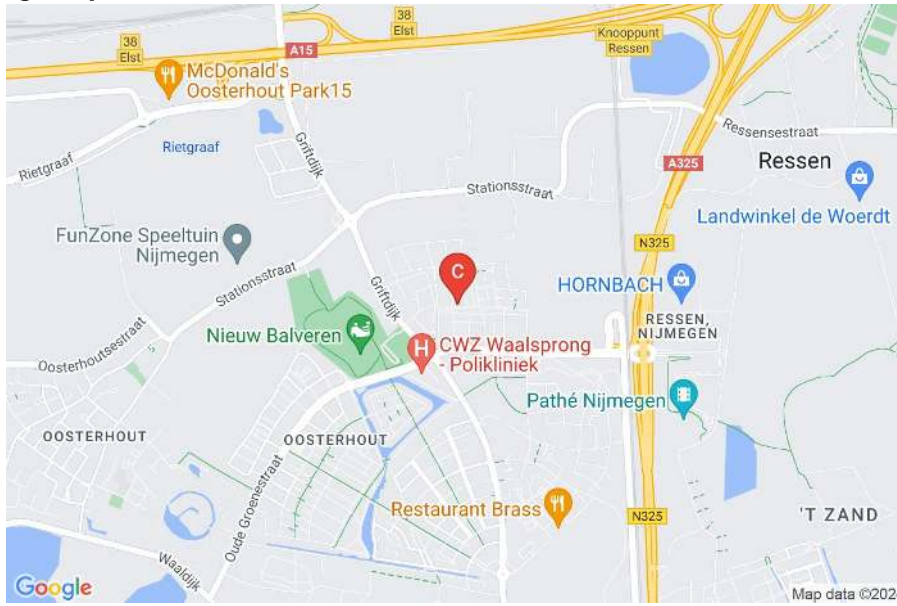 38
Elst
A15
38
Elst
Knooppunt
Ressen
McDonald's
Oosterhout Park15
Rietgraaf
Rietgraaf
Griftdijk
Ressensestraat
A325
Ressen
Stationsstraat
Landwinkel de Woerdt
FunZone Speeltuin
Nijmegen
N325
Stationsstraat
Griftdijk
C
HORNBACH
RESSEN,
NIJMEGEN
Nieuw Balveren
H
CWZ Waalsprong
- Polikliniek
Oosterhoutsestraat
Pathé Nijmegen
OOSTERHOUT
OOSTERHOUT
Oude Groenestraat
Restaurant Brass
N325
'T ZAND
Waaldijk
Google
Map data ©202